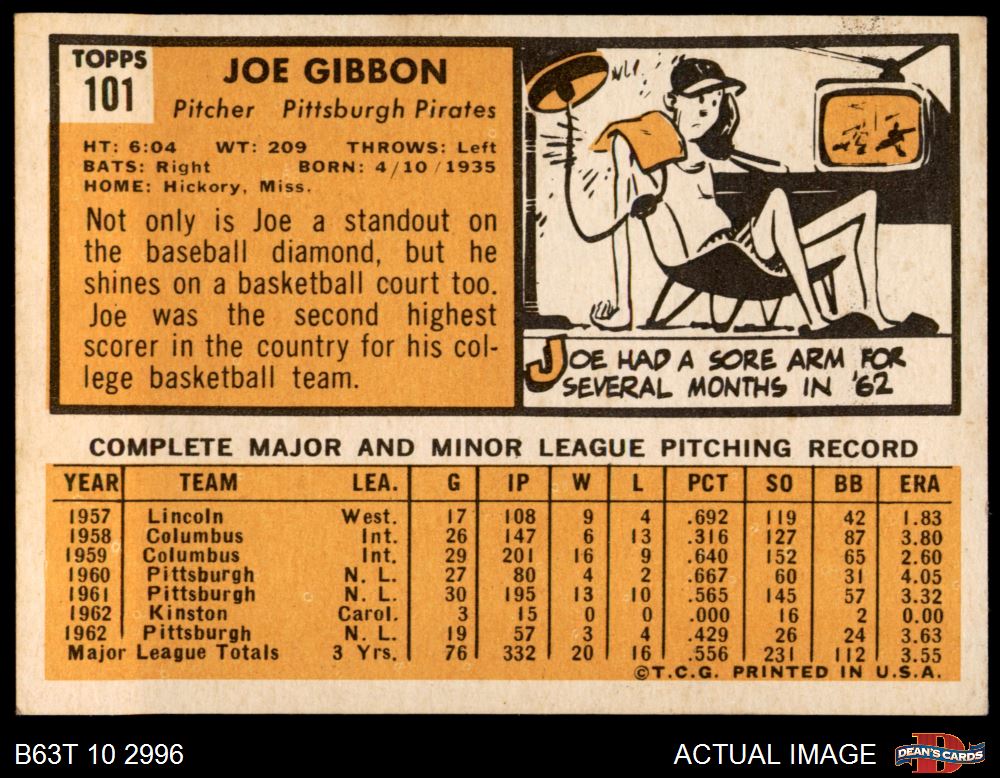 TOPPS
101
JOE GIBBON
Pitcher Pittsburgh Pirates
HT: 6:04 WT: 209 THROWS: Left
BATS: Right BORN: 4/10/1935
HOME: Hickory, Miss.
Not only is Joe a standout on
the baseball diamond, but he
shines on a basketball court too.
Joe was the second highest
scorer in the country for his col-
lege basketball team.
JOE HAD A SORE ARM FOR
SEVERAL MONTHS IN '62
COMPLETE MAJOR AND MINOR LEAGUE PITCHING RECORD
YEAR TEAM LEA. G IP W L PCT SO BB ERA
1957 Lincoln West. 17 108 9 4 .692 119 42 1.83
1958 Columbus Int. 26 147 6 13 .316 127 87 3.80
1959 Columbus Int. 29 201 16 9 .640 152 65 2.60
1960 Pittsburgh N. L. 27 80 4 2 .667 60 31 4.05
1961 Pittsburgh N. L. 30 195 13 10 .565 145 57 3.32
1962 Kinston Carol. 3 15 0 0 .000 16 2 0.00
1962 Pittsburgh N. L. 19 57 3 4 .429 26 24 3.63
Major League Totals 3 Yrs. 76 332 20 16 .556 231 112 3.55
©T.C.G. PRINTED IN U.S.A.
B63T 10 2996
ACTUAL IMAGE
D
DEAN'S CARDS